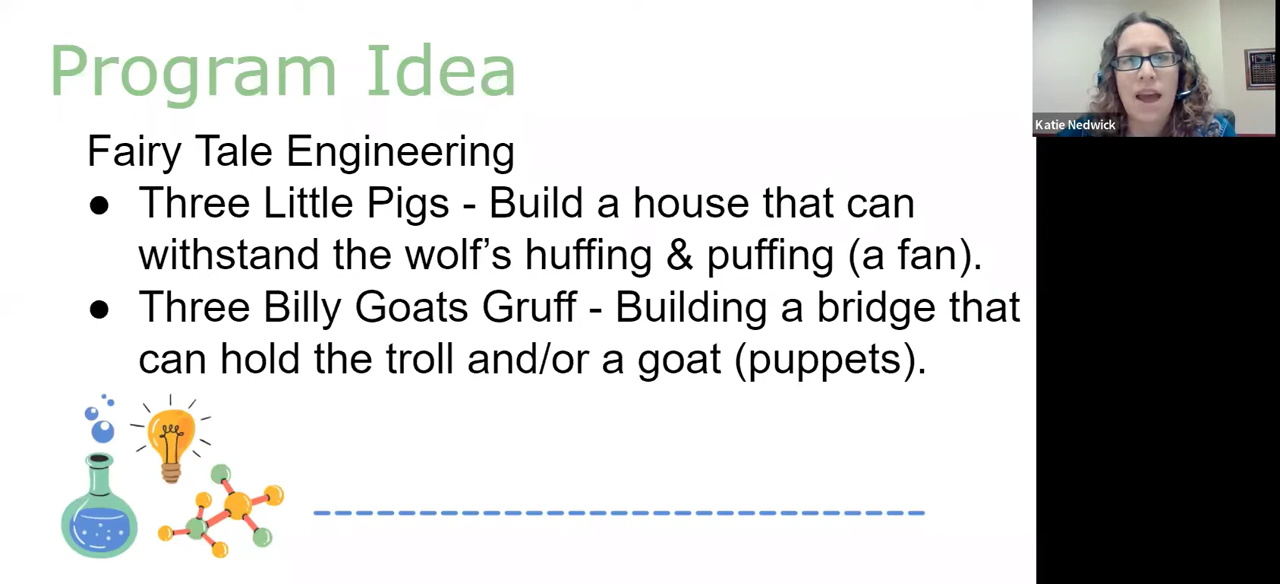 Program Idea
Fairy Tale Engineering
● Three Little Pigs - Build a house that can
withstand the wolf’s huffing & puffing (a fan).
● Three Billy Goats Gruff - Building a bridge that
can hold the troll and/or a goat (puppets).
Katie Nedwick